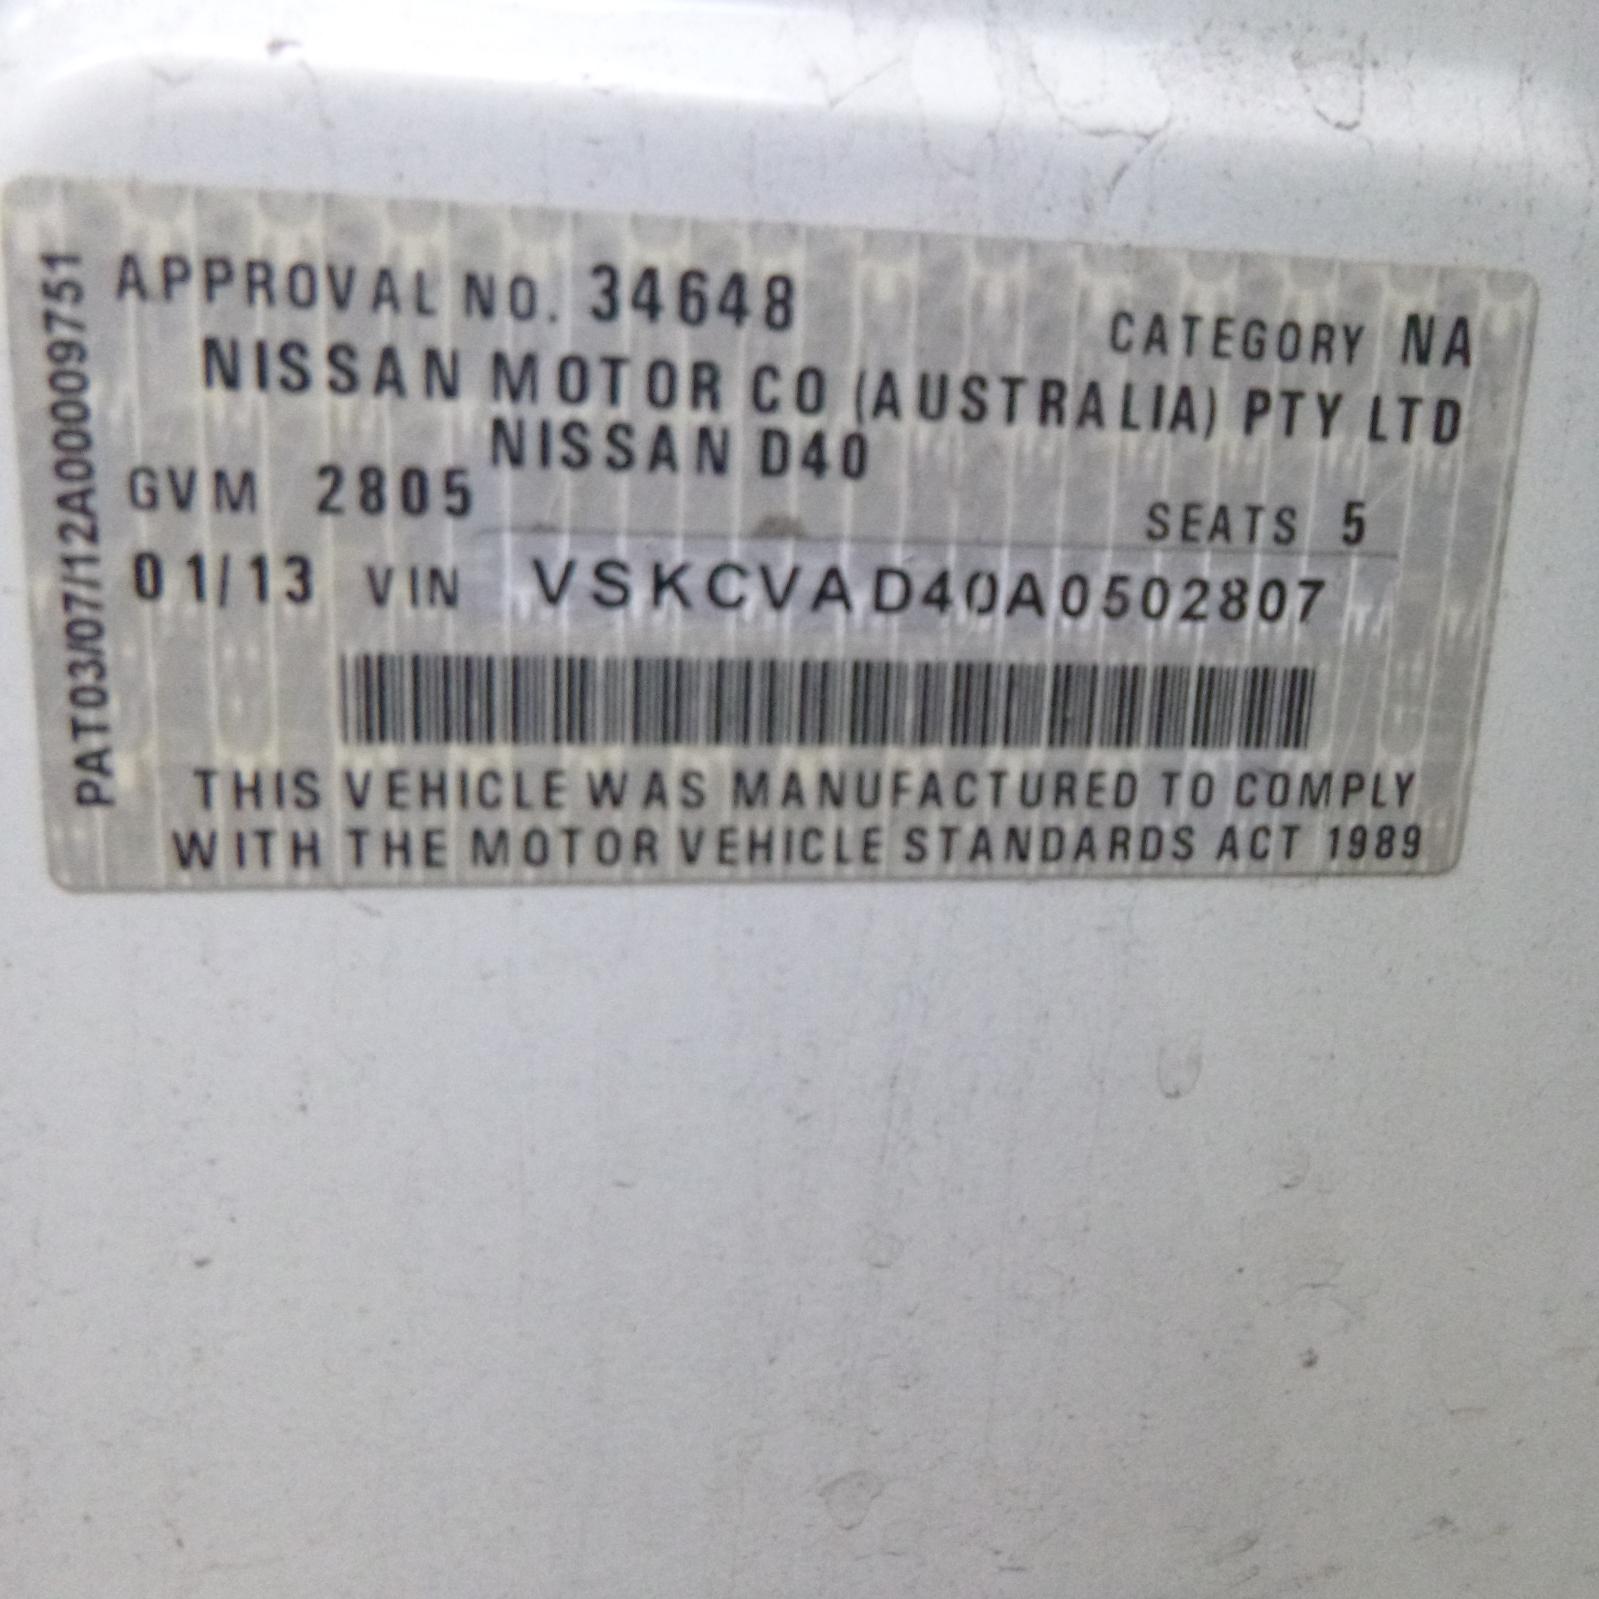 APPROVAL NO. 34648
CATEGORY NA
NISSAN MOTOR CO (AUSTRALIA) PTY LTD
NISSAN D40
GVM 2805
SEATS 5
01/13 VIN VSKCVAD40A0502807
THIS VEHICLE WAS MANUFACTURED TO COMPLY
WITH THE MOTOR VEHICLE STANDARDS ACT 1989
PAT03/07/12A00009751